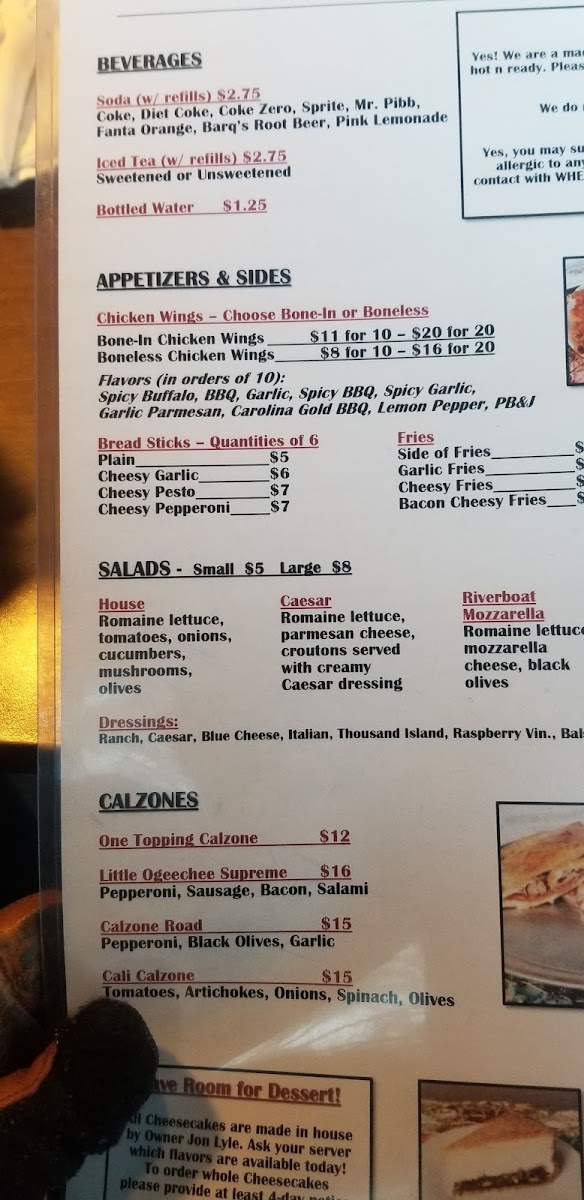 BEVERAGES
Soda (w/ refills) $2.75
Coke, Diet Coke, Coke Zero, Sprite, Mr. Pibb,
Fanta Orange, Barq's Root Beer, Pink Lemonade
Iced Tea (w/ refills) $2.75
Sweetened or Unsweetened
Bottled Water $1.25
Yes! We are a
hot n ready.
We do
Yes, you may
allergic to
contact with
APPETIZERS & SIDES
Chicken Wings – Choose Bone-In or Boneless
Bone-In Chicken Wings $11 for 10 – $20 for 20
Boneless Chicken Wings $8 for 10 – $16 for 20
Flavors (in orders of 10):
Spicy Buffalo, BBQ, Garlic, Spicy BBQ, Spicy Garlic,
Garlic Parmesan, Carolina Gold BBQ, Lemon Pepper, PB&J
Bread Sticks – Quantities of 6
Plain $5
Cheesy Garlic $6
Cheesy Pesto $7
Cheesy Pepperoni $7
Fries
Side of Fries $
Garlic Fries $
Cheesy Fries $
Bacon Cheesy Fries $
SALADS - Small $5 Large $8
House
Romaine lettuce,
tomatoes, onions,
cucumbers,
mushrooms,
olives
Caesar
Romaine lettuce,
parmesan cheese,
croutons served
with creamy
Caesar dressing
Riverboat
Mozzarella
Romaine lettuce
mozzarella
cheese, black
olives
Dressings:
Ranch, Caesar, Blue Cheese, Italian, Thousand Island, Raspberry Vin.,
CALZONES
One Topping Calzone $12
Little Ogeechee Supreme $16
Pepperoni, Sausage, Bacon, Salami
Calzone Road $15
Pepperoni, Black Olives, Garlic
Cali Calzone $15
Tomatoes, Artichokes, Onions, Spinach, Olives
Room for Dessert!
Cheesecakes are made in house
by Owner Jon Lyle. Ask your server
which flavors are available today!
To order whole Cheesecakes
please provide at least 4-day